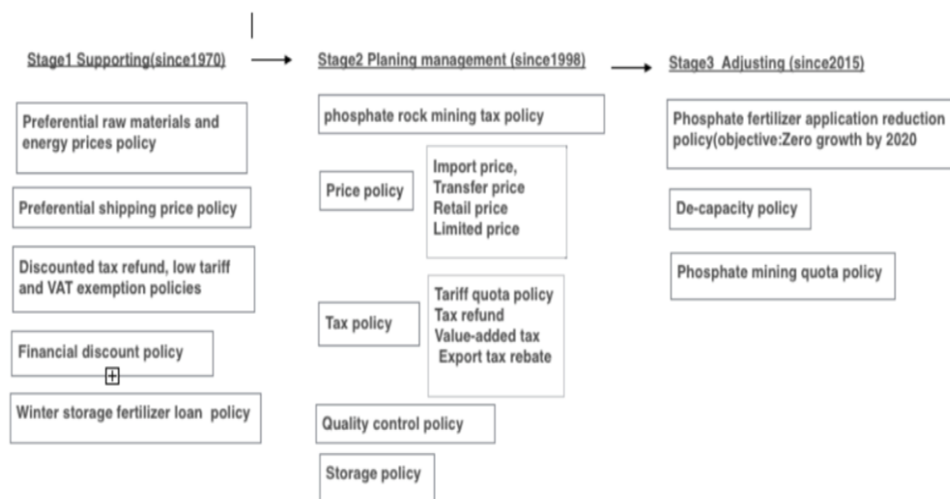 Stage1 Supporting(since1970)
Preferential raw materials and
energy prices policy
Preferential shipping price policy
Discounted tax refund, low tariff
and VAT exemption policies
Financial discount policy
Winter storage fertilizer loan policy
Stage2 Planing management (since1998)
phosphate rock mining tax policy
Price policy
Import price,
Transfer price
Retail price
Limited price
Tax policy
Tariff quota policy
Tax refund
Value-added tax
Export tax rebate
Quality control policy
Storage policy
Stage3 Adjusting (since2015)
Phosphate fertilizer application reduction
policy(objective:Zero growth by 2020
De-capacity policy
Phosphate mining quota policy